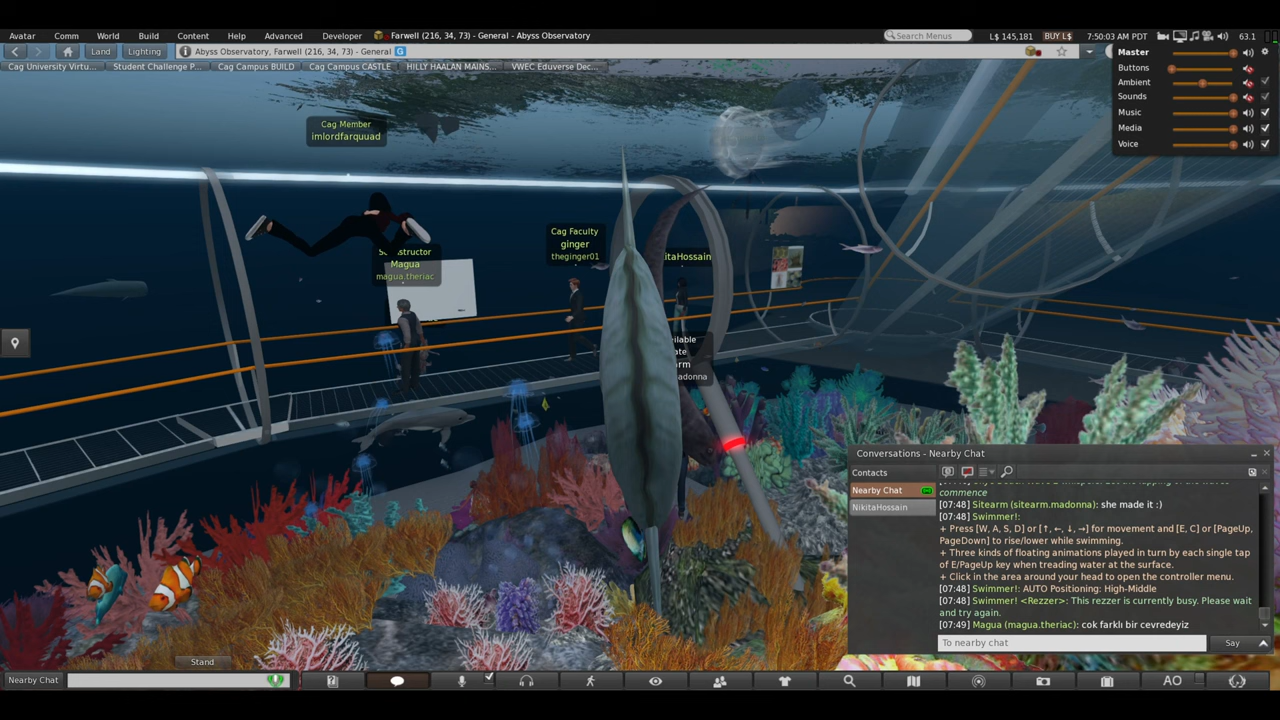 Avatar Comm World Build Content Help Advanced Developer Farwell (216, 34, 73) - General - Abyss Observatory Search Menus L$ 145,181 BUY L$ 7:50:03 AM PDT 63.1
Land Lighting Abyss Observatory, Farwell (216, 34, 73) - General G
Cag University Virtu... Student Challenge P... Cag Campus BUILD Cag Campus CASTLE HILLY HAALAN MAINS... VWEC Eduverse Dec...
Master
Buttons
Ambient
Sounds
Music
Media
Voice
Cag Member
imlordfarquuad
Magua
magua.theriac
Cag Faculty
ginger
theginger01
itaHossain
adonna
Conversations - Nearby Chat
Contacts
Nearby Chat
NikitaHossain
commence
[07:48] Sitearm (sitearm.madonna): she made it :)
[07:48] Swimmer!:
+ Press [W, A, S, D] or [↑, ←, ↓, →] for movement and [E, C] or [PageUp,
PageDown] to rise/lower while swimming.
+ Three kinds of floating animations played in turn by each single tap
of E/PageUp key when treading water at the surface.
+ Click in the area around your head to open the controller menu.
[07:48] Swimmer!: AUTO Positioning: High-Middle
[07:48] Swimmer! <Rezzer>: This rezzer is currently busy. Please wait
and try again.
[07:49] Magua (magua.theriac): cok farklı bir cevredeyiz
To nearby chat Say
Stand
Nearby Chat AO